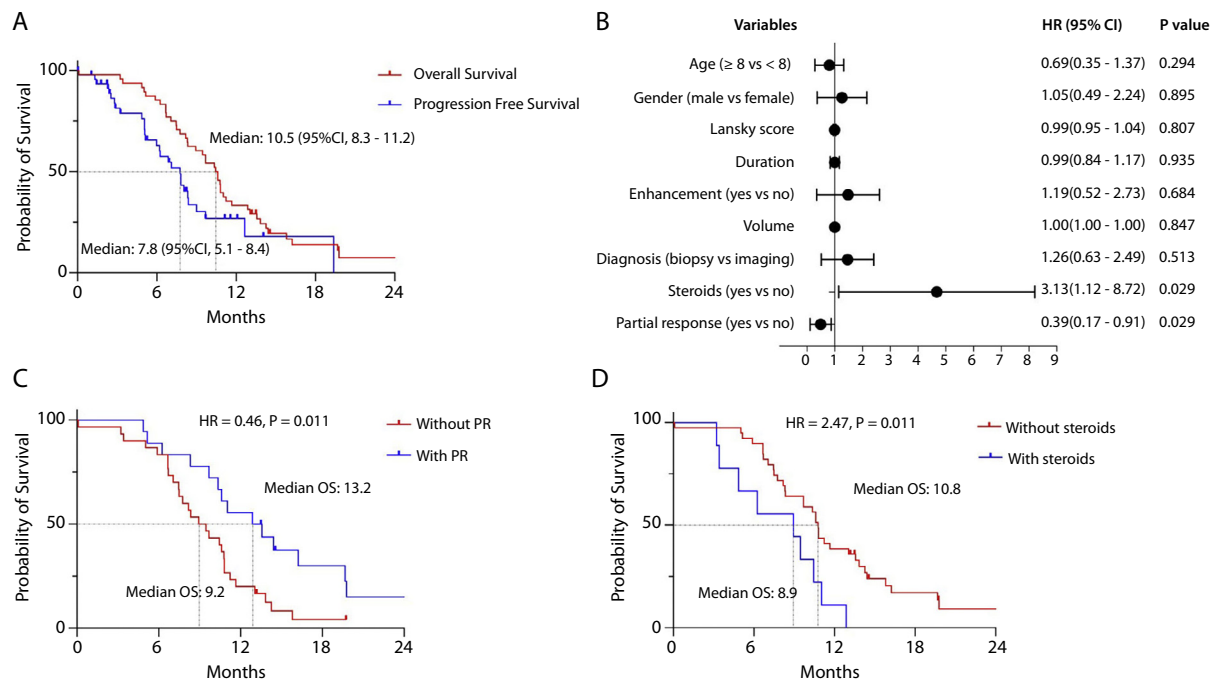 A
Overall Survival
Progression Free Survival
Median: 10.5 (95%CI, 8.3 - 11.2)
Median: 7.8 (95%CI, 5.1 - 8.4)
Probability of Survival
100
50
0
0 6 12 18 24
Months
B
Variables HR (95% CI) P value
Age (≥ 8 vs < 8) 0.69(0.35 - 1.37) 0.294
Gender (male vs female) 1.05(0.49 - 2.24) 0.895
Lansky score 0.99(0.95 - 1.04) 0.807
Duration 0.99(0.84 - 1.17) 0.935
Enhancement (yes vs no) 1.19(0.52 - 2.73) 0.684
Volume 1.00(1.00 - 1.00) 0.847
Diagnosis (biopsy vs imaging) 1.26(0.63 - 2.49) 0.513
Steroids (yes vs no) 3.13(1.12 - 8.72) 0.029
Partial response (yes vs no) 0.39(0.17 - 0.91) 0.029
0 1 2 3 4 5 6 7 8 9
C
HR = 0.46, P = 0.011
Without PR
With PR
Median OS: 13.2
Median OS: 9.2
Probability of Survival
100
50
0
0 6 12 18 24
Months
D
HR = 2.47, P = 0.011
Without steroids
With steroids
Median OS: 10.8
Median OS: 8.9
Probability of Survival
100
50
0
0 6 12 18 24
Months